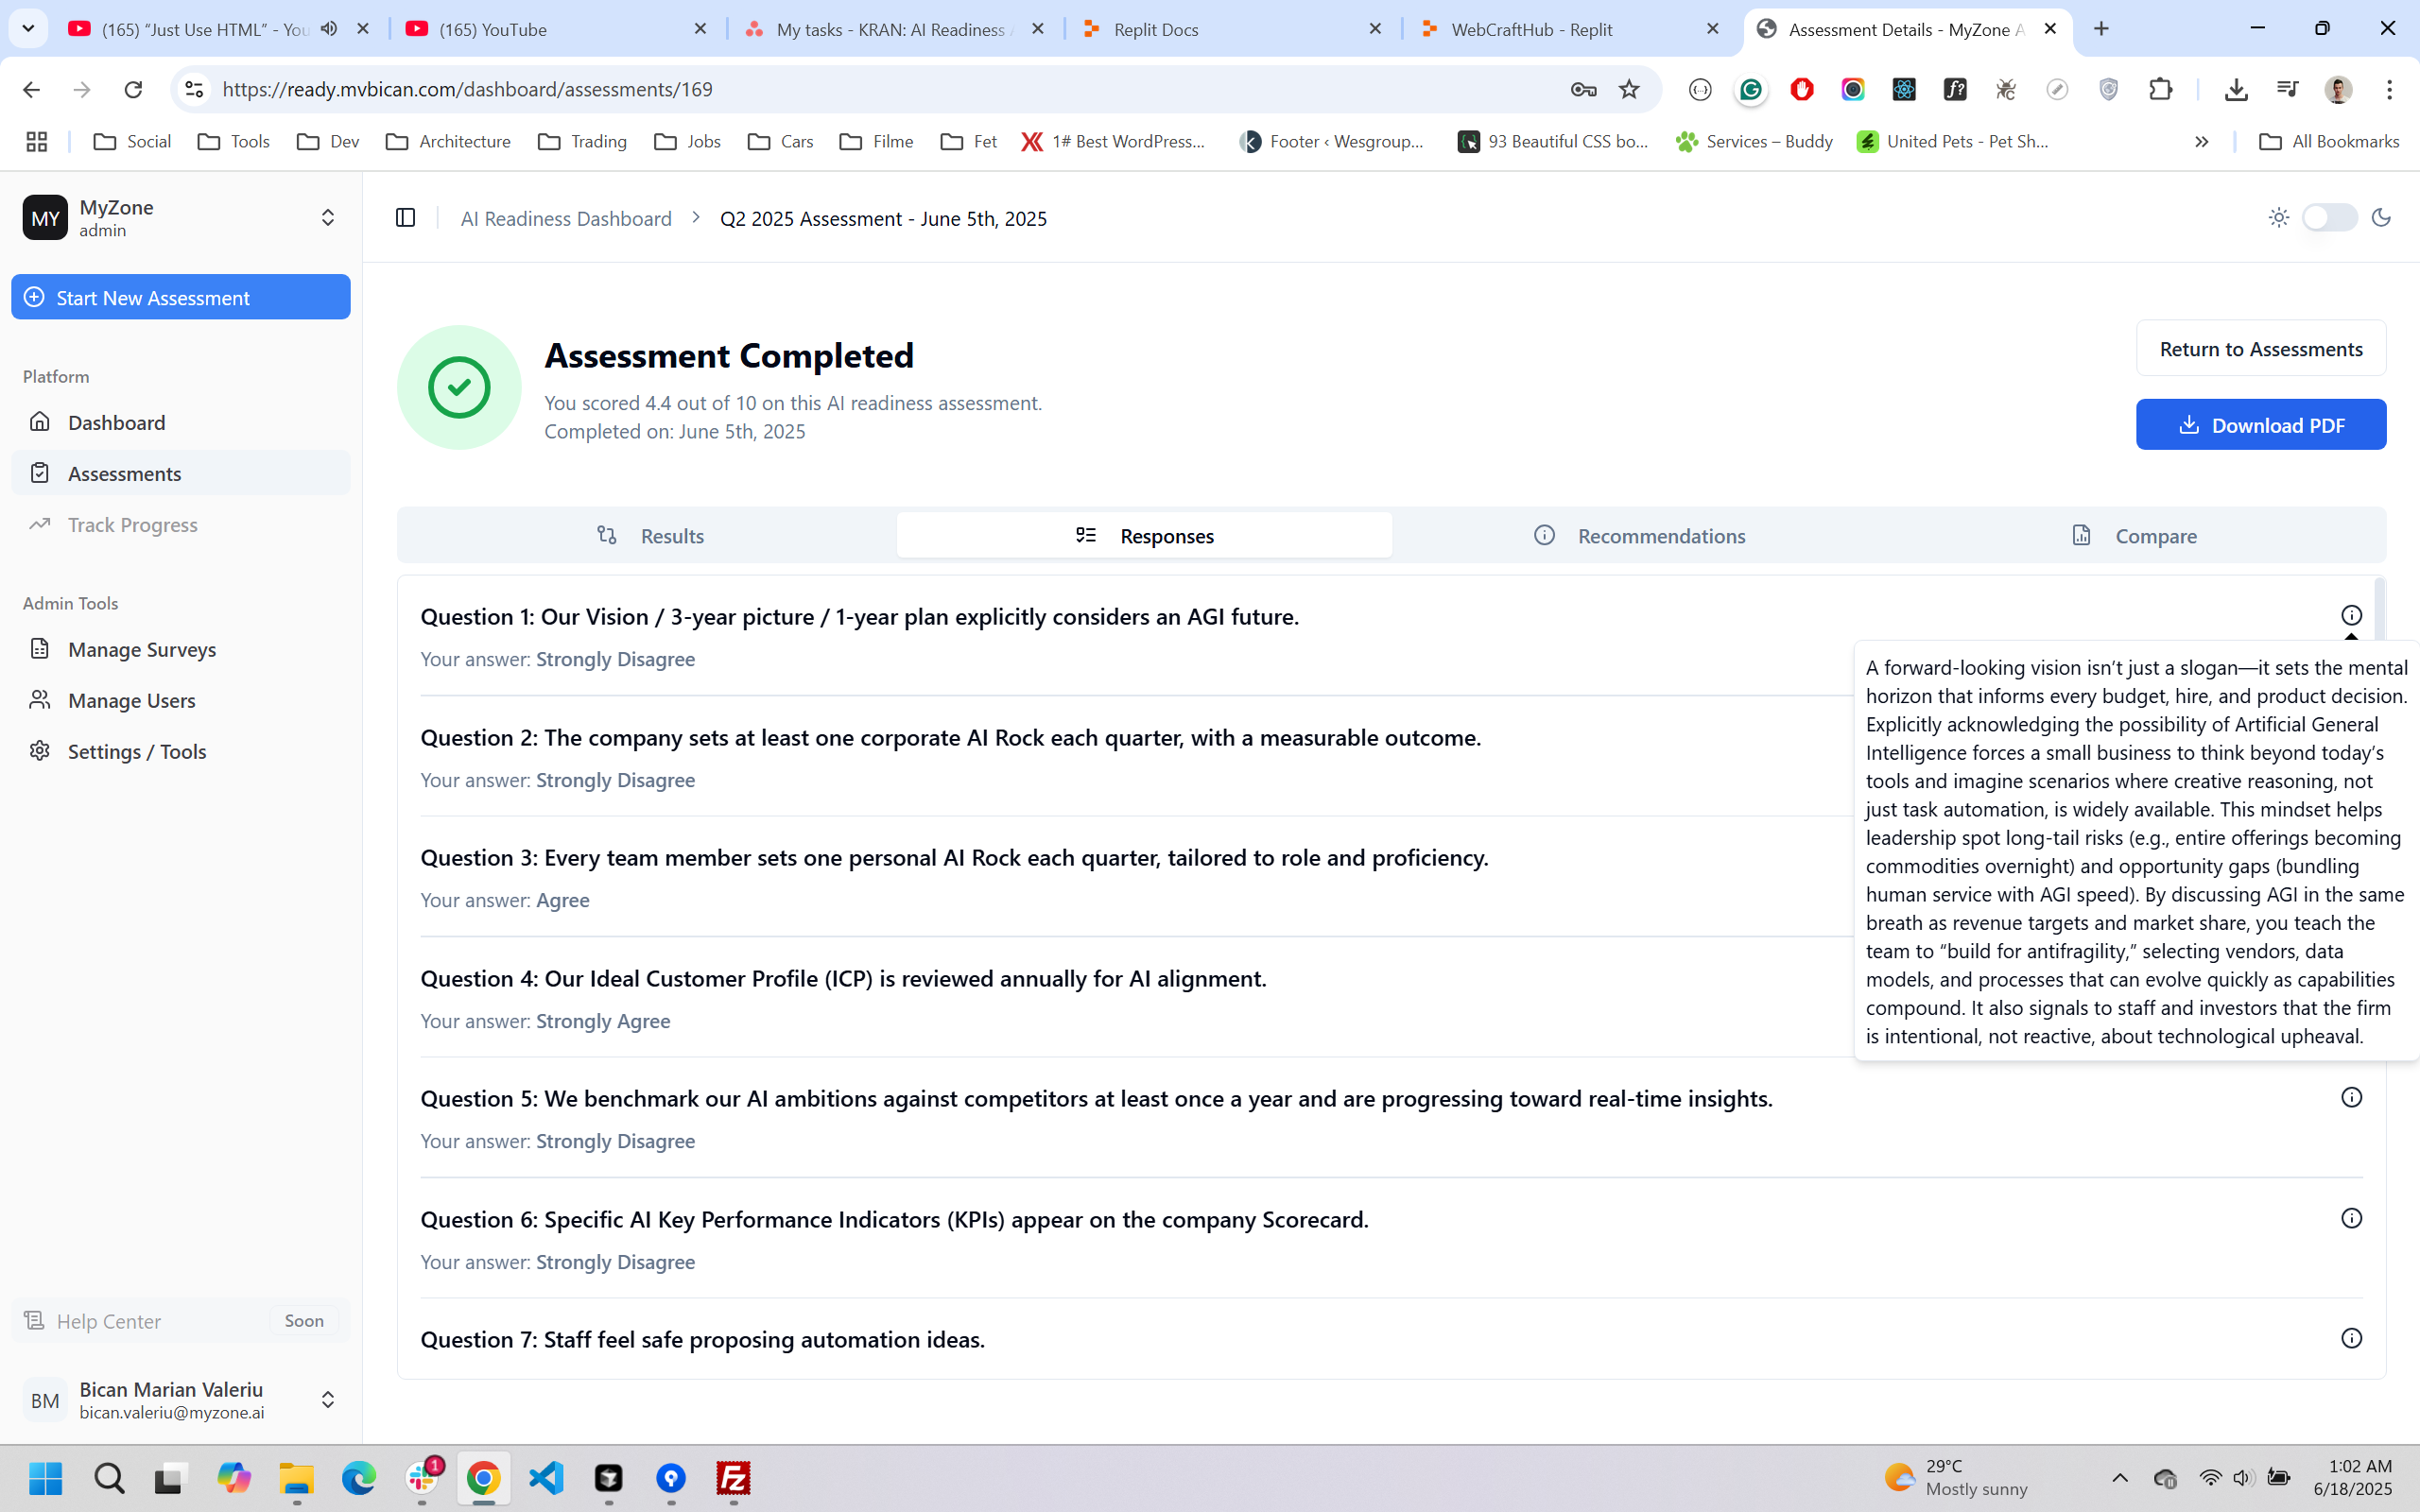 (165) “Just Use HTML” - You
(165) YouTube
My tasks - KRAN: AI Readiness A
Replit Docs
WebCraftHub - Replit
Assessment Details - MyZone A
https://ready.mvbican.com/dashboard/assessments/169
Social
Tools
Dev
Architecture
Trading
Jobs
Cars
Filme
Fet
1# Best WordPress...
Footer ‹ Wesgroup...
93 Beautiful CSS bo...
Services – Buddy
United Pets - Pet Sh...
All Bookmarks
MY
MyZone
admin
AI Readiness Dashboard
Q2 2025 Assessment - June 5th, 2025
Start New Assessment
Platform
Dashboard
Assessments
Track Progress
Admin Tools
Manage Surveys
Manage Users
Settings / Tools
Assessment Completed
You scored 4.4 out of 10 on this AI readiness assessment.
Completed on: June 5th, 2025
Return to Assessments
Download PDF
Results
Responses
Recommendations
Compare
Question 1: Our Vision / 3-year picture / 1-year plan explicitly considers an AGI future.
Your answer: Strongly Disagree
Question 2: The company sets at least one corporate AI Rock each quarter, with a measurable outcome.
Your answer: Strongly Disagree
Question 3: Every team member sets one personal AI Rock each quarter, tailored to role and proficiency.
Your answer: Agree
Question 4: Our Ideal Customer Profile (ICP) is reviewed annually for AI alignment.
Your answer: Strongly Agree
Question 5: We benchmark our AI ambitions against competitors at least once a year and are progressing toward real-time insights.
Your answer: Strongly Disagree
Question 6: Specific AI Key Performance Indicators (KPIs) appear on the company Scorecard.
Your answer: Strongly Disagree
Question 7: Staff feel safe proposing automation ideas.
A forward-looking vision isn’t just a slogan—it sets the mental
horizon that informs every budget, hire, and product decision.
Explicitly acknowledging the possibility of Artificial General
Intelligence forces a small business to think beyond today’s
tools and imagine scenarios where creative reasoning, not
just task automation, is widely available. This mindset helps
leadership spot long-tail risks (e.g., entire offerings becoming
commodities overnight) and opportunity gaps (bundling
human service with AGI speed). By discussing AGI in the same
breath as revenue targets and market share, you teach the
team to “build for antifragility,” selecting vendors, data
models, and processes that can evolve quickly as capabilities
compound. It also signals to staff and investors that the firm
is intentional, not reactive, about technological upheaval.
Help Center
Soon
BM
Bican Marian Valeriu
bican.valeriu@myzone.ai
1
29°C
Mostly sunny
1:02 AM
6/18/2025